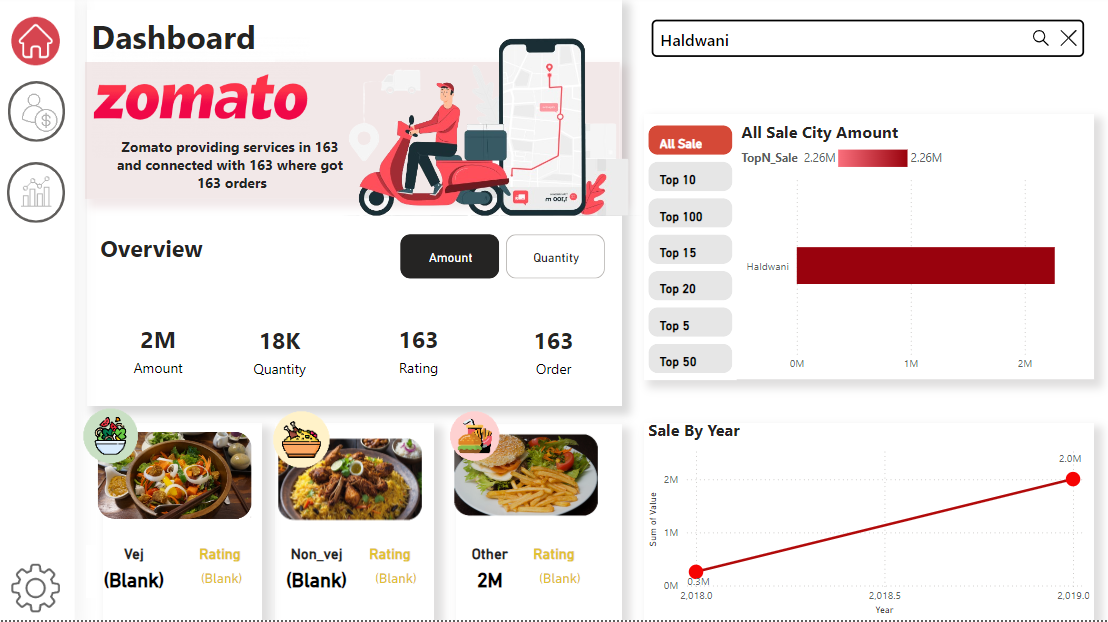 Dashboard
zomato
Zomato providing services in 163
and connected with 163 where got
163 orders
Overview
Amount
Quantity
2M
Amount
18K
Quantity
163
Rating
163
Order
Vej
Rating
(Blank)
(Blank)
Non_vej
Rating
(Blank)
(Blank)
Other
Rating
2M
(Blank)
Haldwani
All Sale
Top 10
Top 100
Top 15
Top 20
Top 5
Top 50
All Sale City Amount
TopN_Sale 2.26M 2.26M
Haldwani
0M 1M 2M
Sale By Year
Sum of Value
2M
1M
0M
2.0M
0.3M
2,018.0 2,018.5 2,019.0
Year